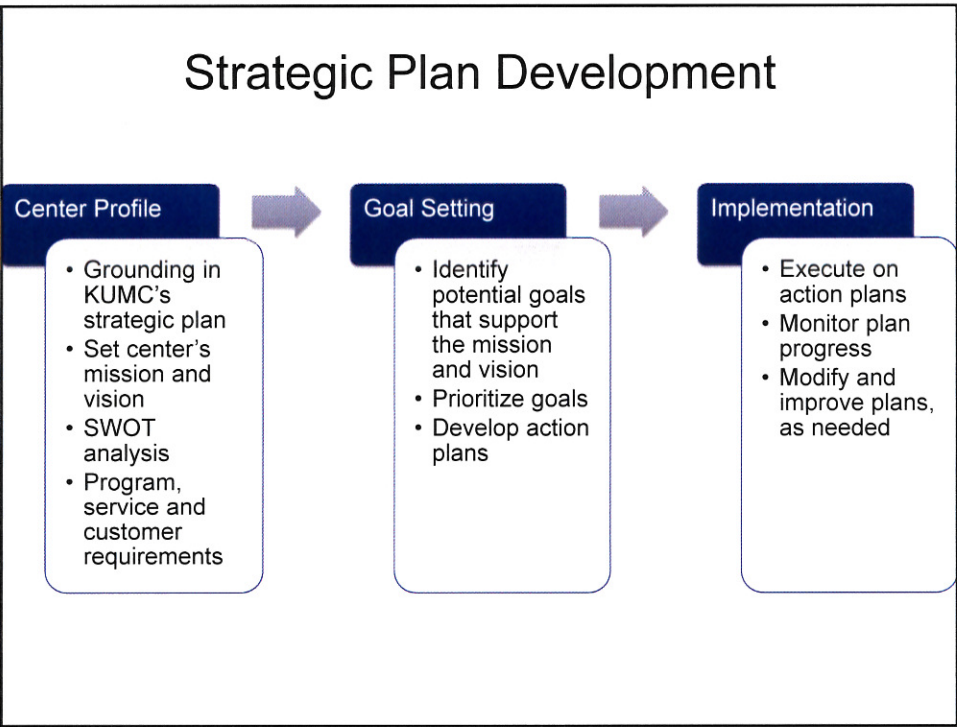 Strategic Plan Development
Center Profile
• Grounding in
KUMC's
strategic plan
• Set center's
mission and
vision
• SWOT
analysis
• Program,
service and
customer
requirements
Goal Setting
• Identify
potential goals
that support
the mission
and vision
• Prioritize goals
• Develop action
plans
Implementation
• Execute on
action plans
• Monitor plan
progress
• Modify and
improve plans,
as needed